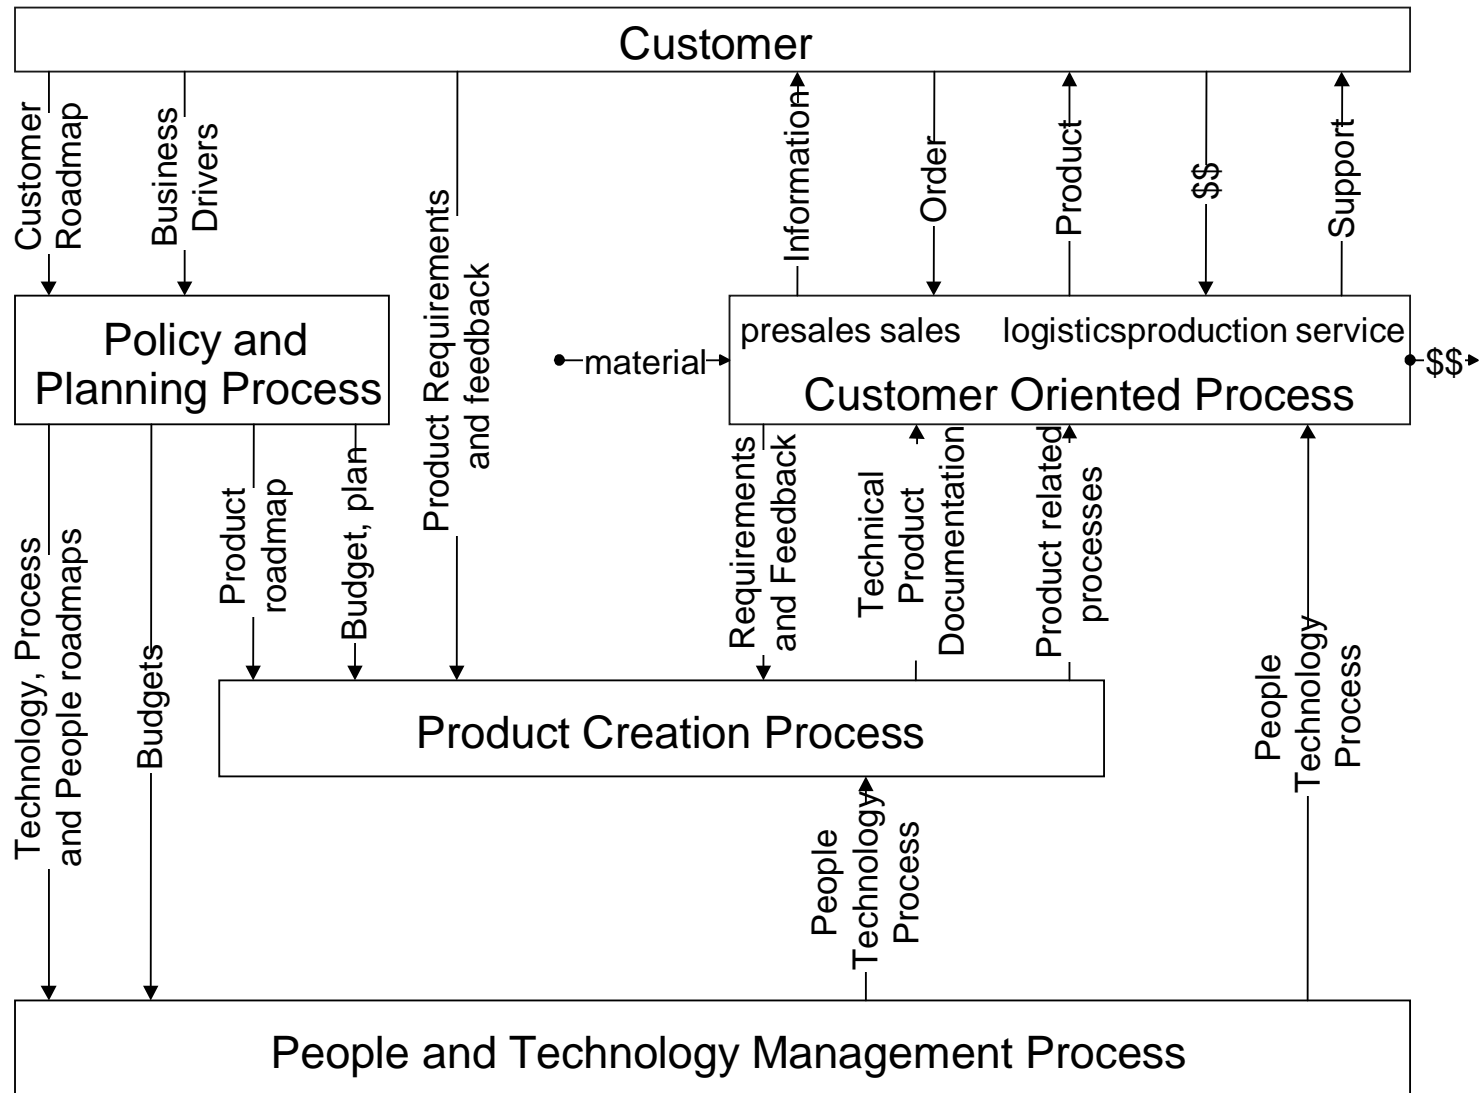 Customer
Customer
Roadmap
Business
Drivers
Product Requirements
and feedback
Information
Order
Product
$$
Support
Policy and
Planning Process
material
presales sales logisticsproduction service
Customer Oriented Process
$$
Technology, Process
and People roadmaps
Budgets
Product
roadmap
Budget, plan
Requirements
and Feedback
Technical
Product
Documentation
Product related
processes
People
Technology
Process
Product Creation Process
People
Technology
Process
People and Technology Management Process